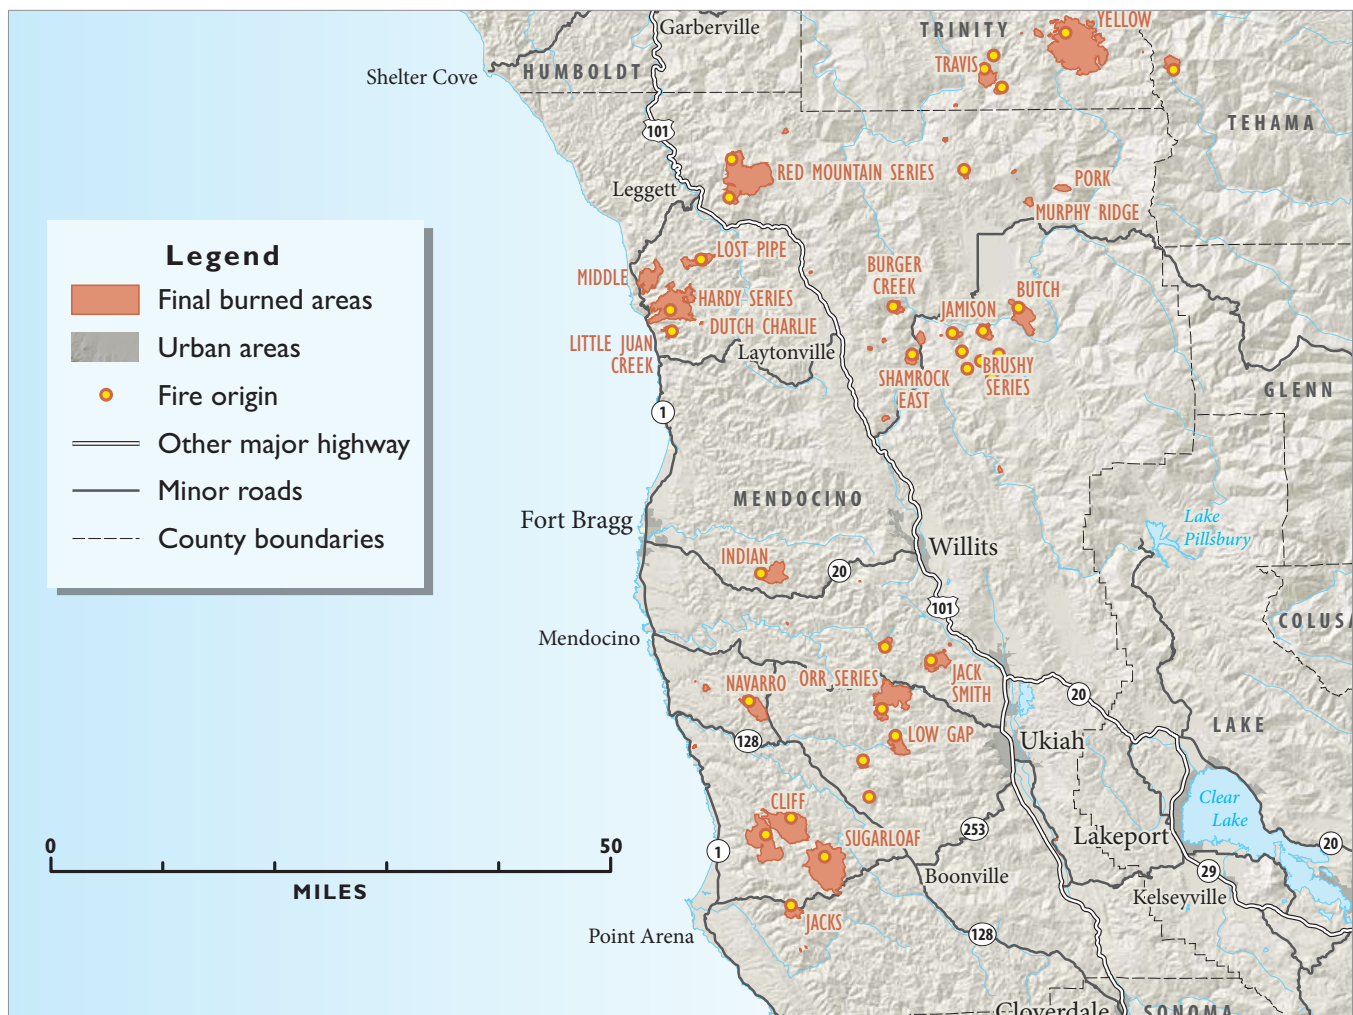 Garberville
TRINITY
YELLOW
Shelter Cove
HUMBOLDT
TRAVIS
TEHAMA
101
RED MOUNTAIN SERIES
PORK
Leggett
MURPHY RIDGE
Legend
Final burned areas
Urban areas
Fire origin
Other major highway
Minor roads
County boundaries
LOST PIPE
MIDDLE
BURGER
CREEK
HARDY SERIES
BUTCH
JAMISON
DUTCH CHARLIE
LITTLE JUAN
CREEK
Laytonville
SHAMROCK
EAST
BRUSHY
SERIES
GLENN
1
MENDOCINO
Fort Bragg
Lake
Pillsbury
Willits
INDIAN
20
101
Mendocino
COLUSA
NAVARRO
ORR SERIES
JACK
SMITH
20
LAKE
128
LOW GAP
Ukiah
CLIFF
Clear
Lake
SUGARLOAF
253
Lakeport
20
1
0
50
MILES
Boonville
29
Kelseyville
JACKS
Point Arena
128
Cloverdale
SONOMA